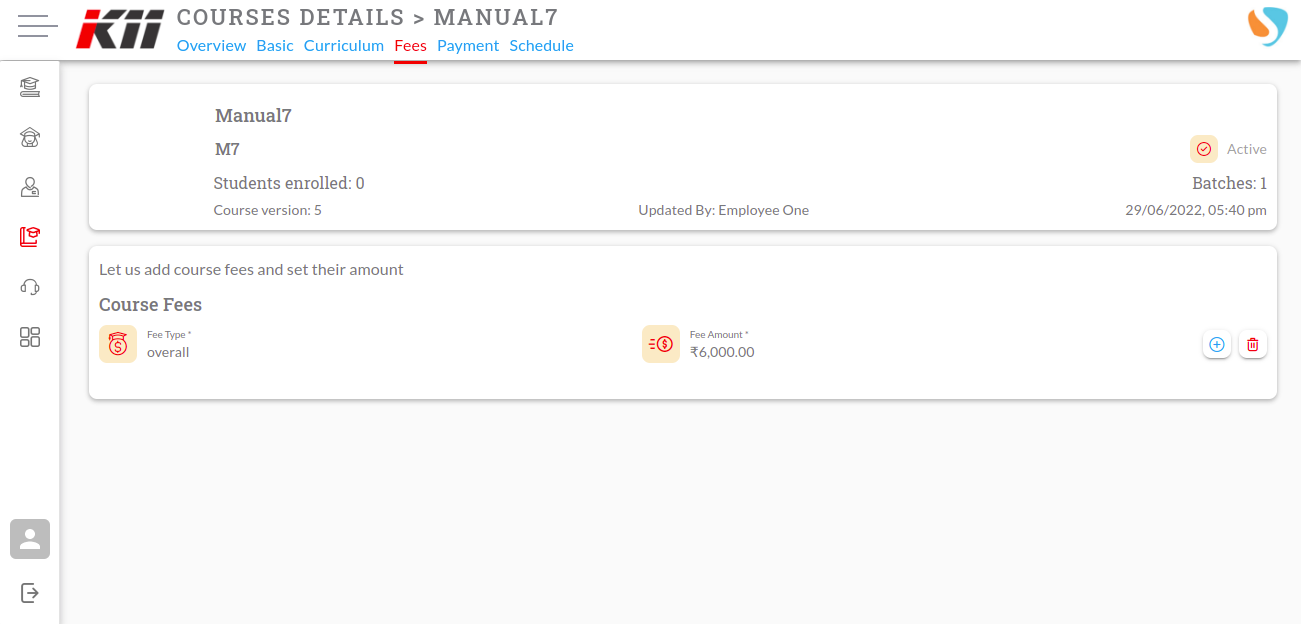 KII
COURSES DETAILS > MANUAL7
Overview Basic Curriculum Fees Payment Schedule
Manual7
M7
Active
Students enrolled: 0
Batches: 1
Course version: 5
Updated By: Employee One
29/06/2022, 05:40 pm
Let us add course fees and set their amount
Course Fees
Fee Type *
overall
Fee Amount *
₹6,000.00